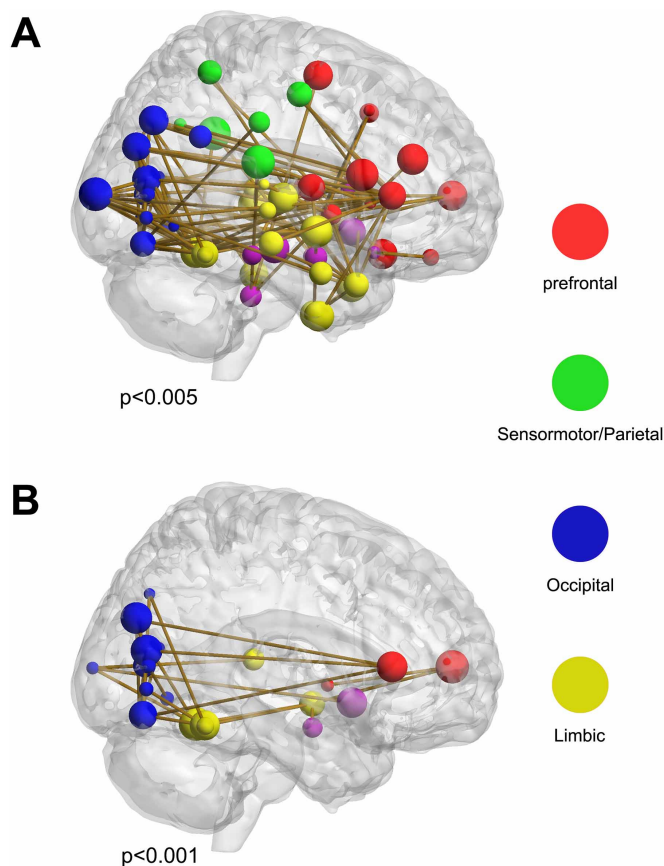 A
prefrontal
p<0.005
Sensormotor/Parietal
B
Occipital
Limbic
p<0.001